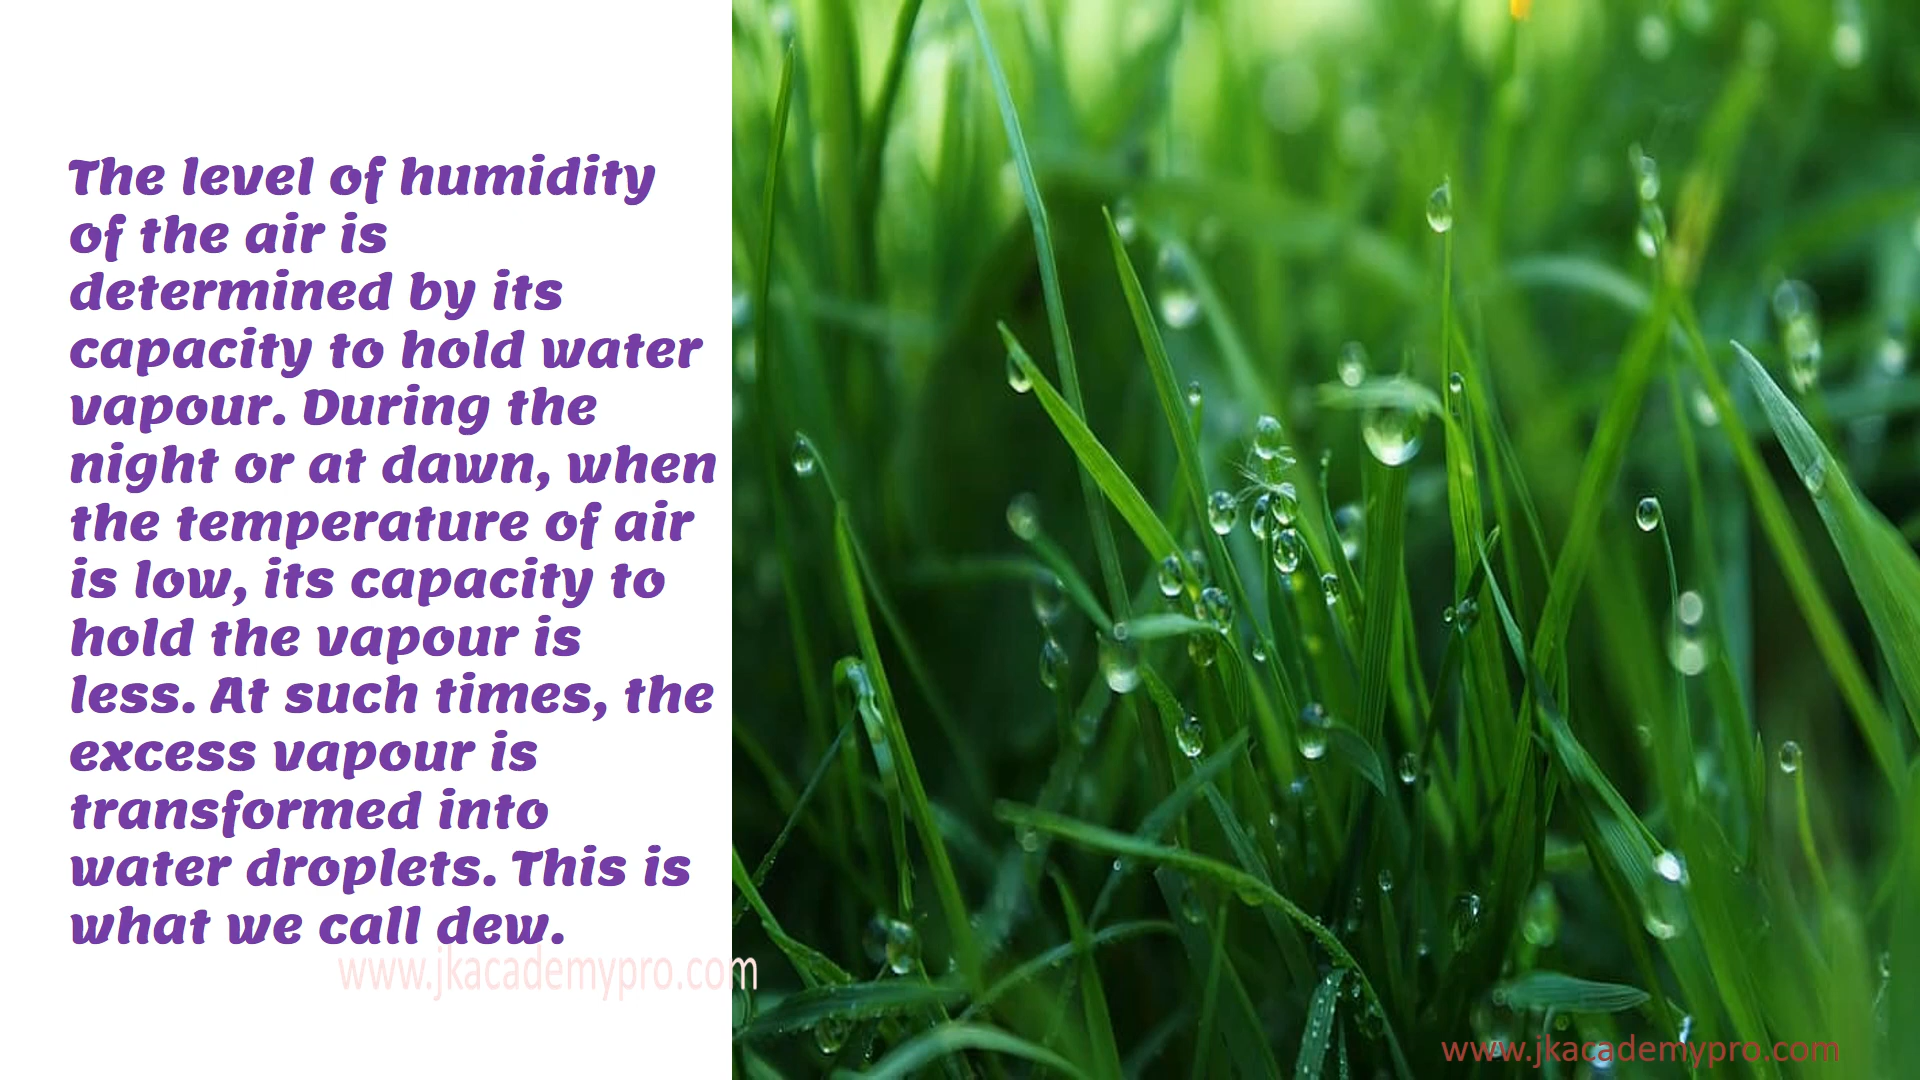 The level of humidity
of the air is
determined by its
capacity to hold water
vapour. During the
night or at dawn, when
the temperature of air
is low, its capacity to
hold the vapour is
less. At such times, the
excess vapour is
transformed into
water droplets. This is
what we call dew.
www.jkacademypro.com
www.jkacademypro.com